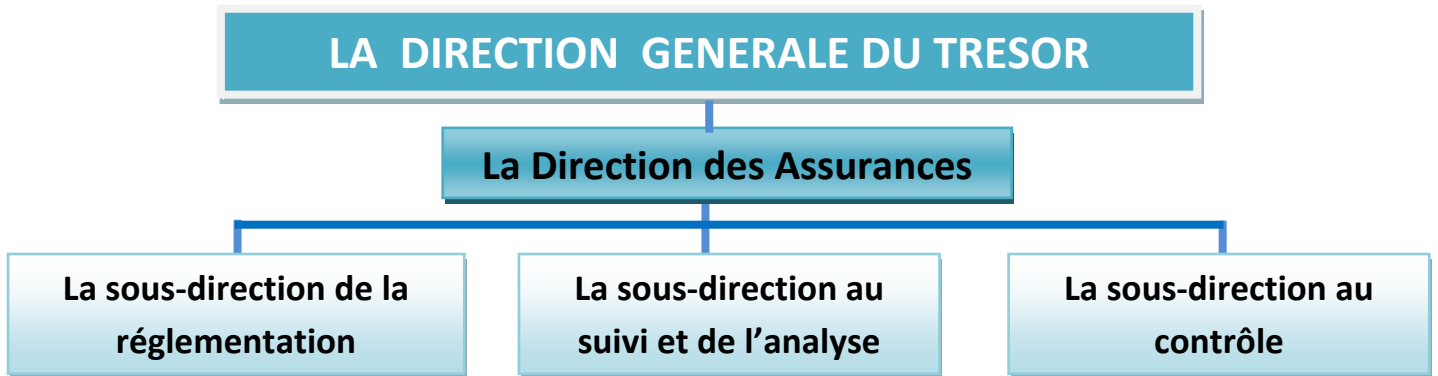 LA DIRECTION GENERALE DU TRESOR
La Direction des Assurances
La sous-direction de la
réglementation
La sous-direction au
suivi et de l’analyse
La sous-direction au
contrôle